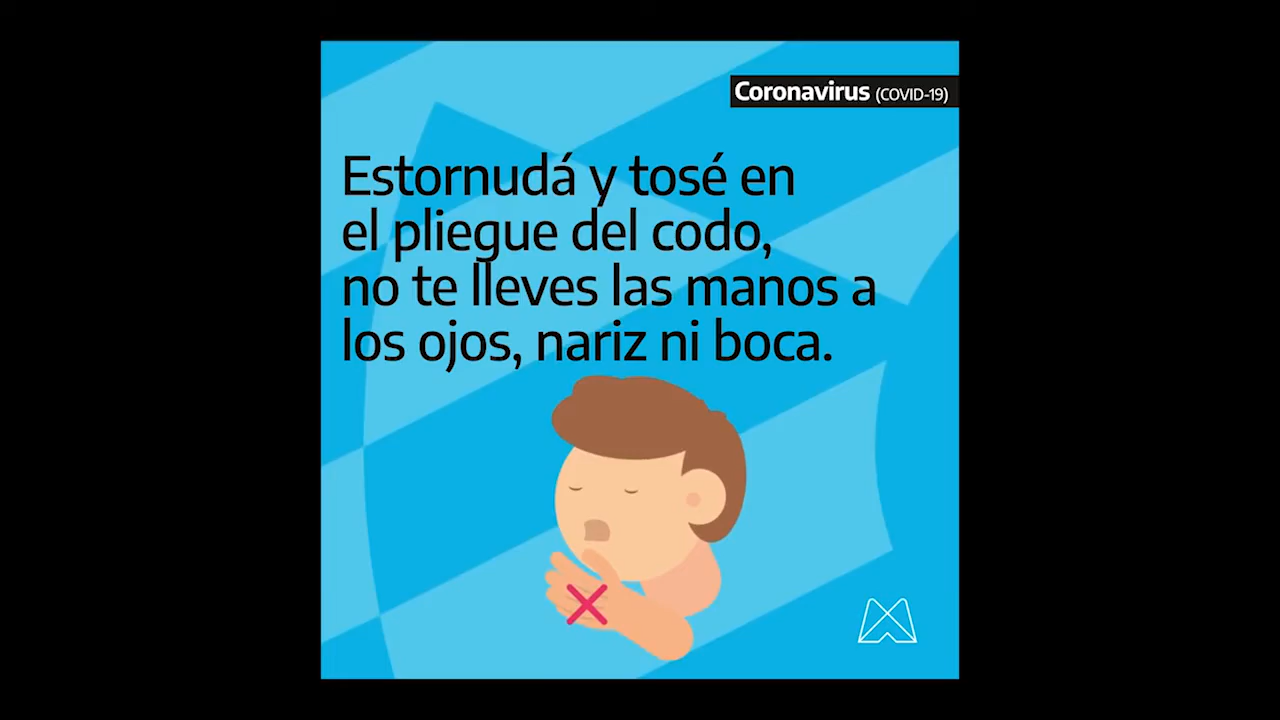 Coronavirus (COVID-19)
Estornudá y tosé en
el pliegue del codo,
no te lleves las manos a
los ojos, nariz ni boca.